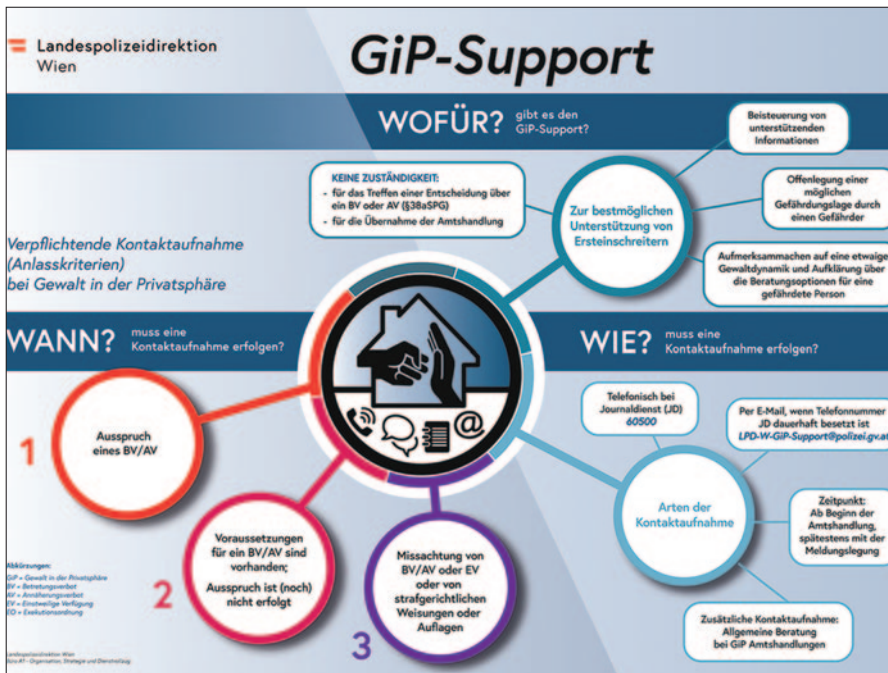 Landespolizeidirektion
Wien
GiP-Support
WOFÜR?
gibt es den
GiP-Support?
Beisteuerung von
unterstützenden
Informationen
KEINE ZUSTÄNDIGKEIT:
- für das Treffen einer Entscheidung über
ein BV oder AV (§38aSPG)
- für die Übernahme der Amtshandlung
Zur bestmöglichen
Unterstützung von
Ersteinschreitern
Offenlegung einer
möglichen
Gefährdungslage durch
einen Gefährder
Aufmerksammachen auf eine etwaige
Gewaltdynamik und Aufklärung über
die Beratungsoptionen für eine
gefährdete Person
Verpflichtende Kontaktaufnahme
(Anlasskriterien)
bei Gewalt in der Privatsphäre
WANN?
muss eine
Kontaktaufnahme erfolgen?
1
Ausspruch
eines BV/AV
2
Voraussetzungen
für ein BV/AV sind
vorhanden;
Ausspruch ist (noch)
nicht erfolgt
3
Missachtung von
BV/AV oder EV
oder von
strafgerichtlichen
Weisungen oder
Auflagen
WIE?
muss eine
Kontaktaufnahme erfolgen?
Telefonisch bei
Journaldienst (JD)
60500
Per E-Mail, wenn Telefonnummer
JD dauerhaft besetzt ist
LPD-W-GiP-Support@polizei.gv.at
Arten der
Kontaktaufnahme
Zeitpunkt:
Ab Beginn der
Amtshandlung,
spätestens mit der
Meldungslegung
Zusätzliche Kontaktaufnahme:
Allgemeine Beratung
bei GiP Amtshandlungen
@
Abkürzungen:
GiP = Gewalt in der Privatsphäre
BV = Betretungsverbot
AV = Annäherungsverbot
EV = Einstweilige Verfügung
EO = Exekutionsordnung
Landespolizeidirektion Wien
Büro A1 - Organisation, Strategie und Dienstvollzug